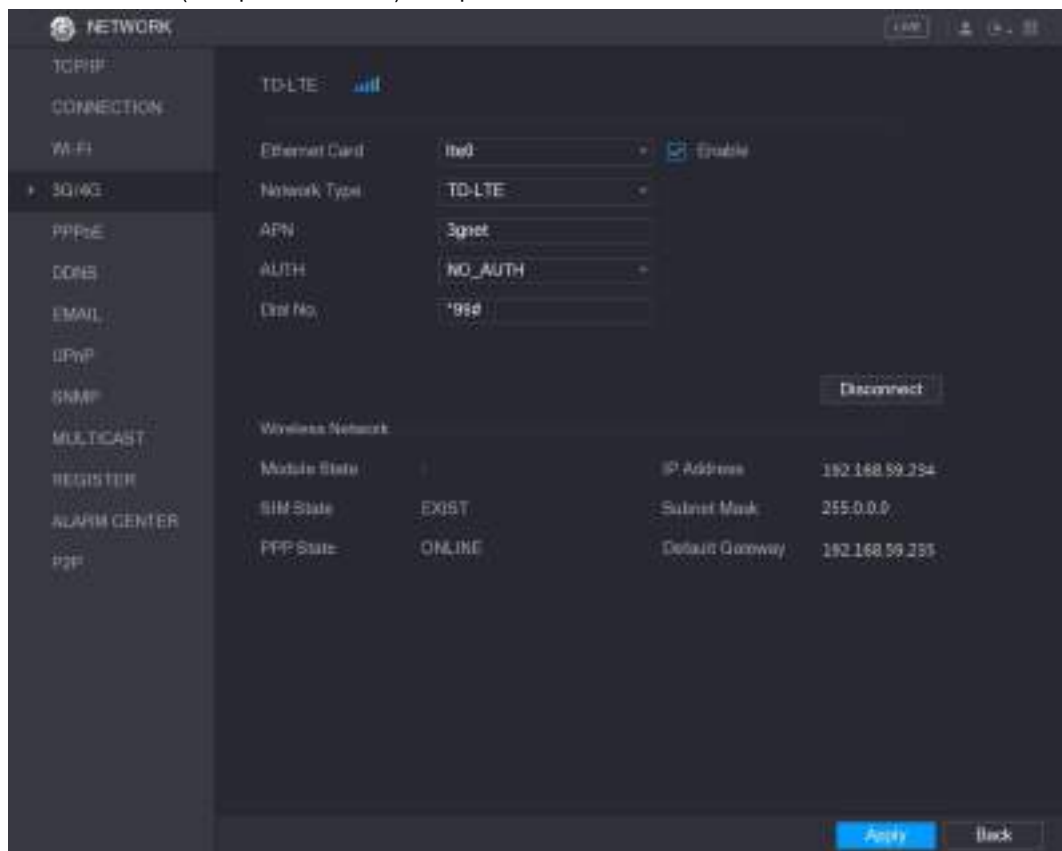 NETWORK
LIVE
TCP/IP
CONNECTION
WI-FI
3G/4G
PPPoE
DDNS
EMAIL
UPnP
SNMP
MULTICAST
REGISTER
ALARM CENTER
P2P
TD-LTE
Ethernet Card lte0 Enable
Network Type TD-LTE
APN 3gnet
AUTH NO_AUTH
Dial No. *99#
Disconnect
Wireless Network
Module State IP Address 192.168.59.234
SIM State EXIST Subnet Mask 255.0.0.0
PPP State ONLINE Default Gateway 192.168.59.235
Apply Back